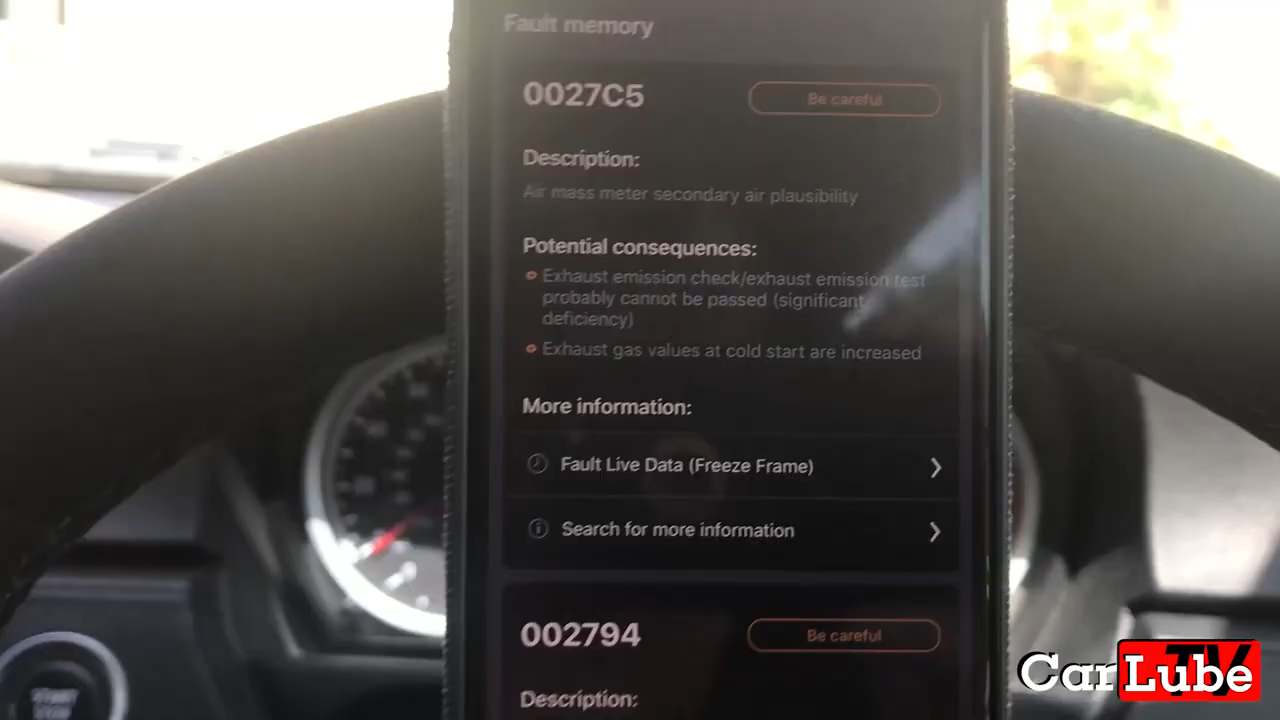 Fault memory
0027C5
Be careful
Description:
Air mass meter secondary air plausibility
Potential consequences:
Exhaust emission check/exhaust emission test
probably cannot be passed (significant
deficiency)
Exhaust gas values at cold start are increased
More information:
Fault Live Data (Freeze Frame)
Search for more information
002794
Be careful
Description:
START
CarLube
TV